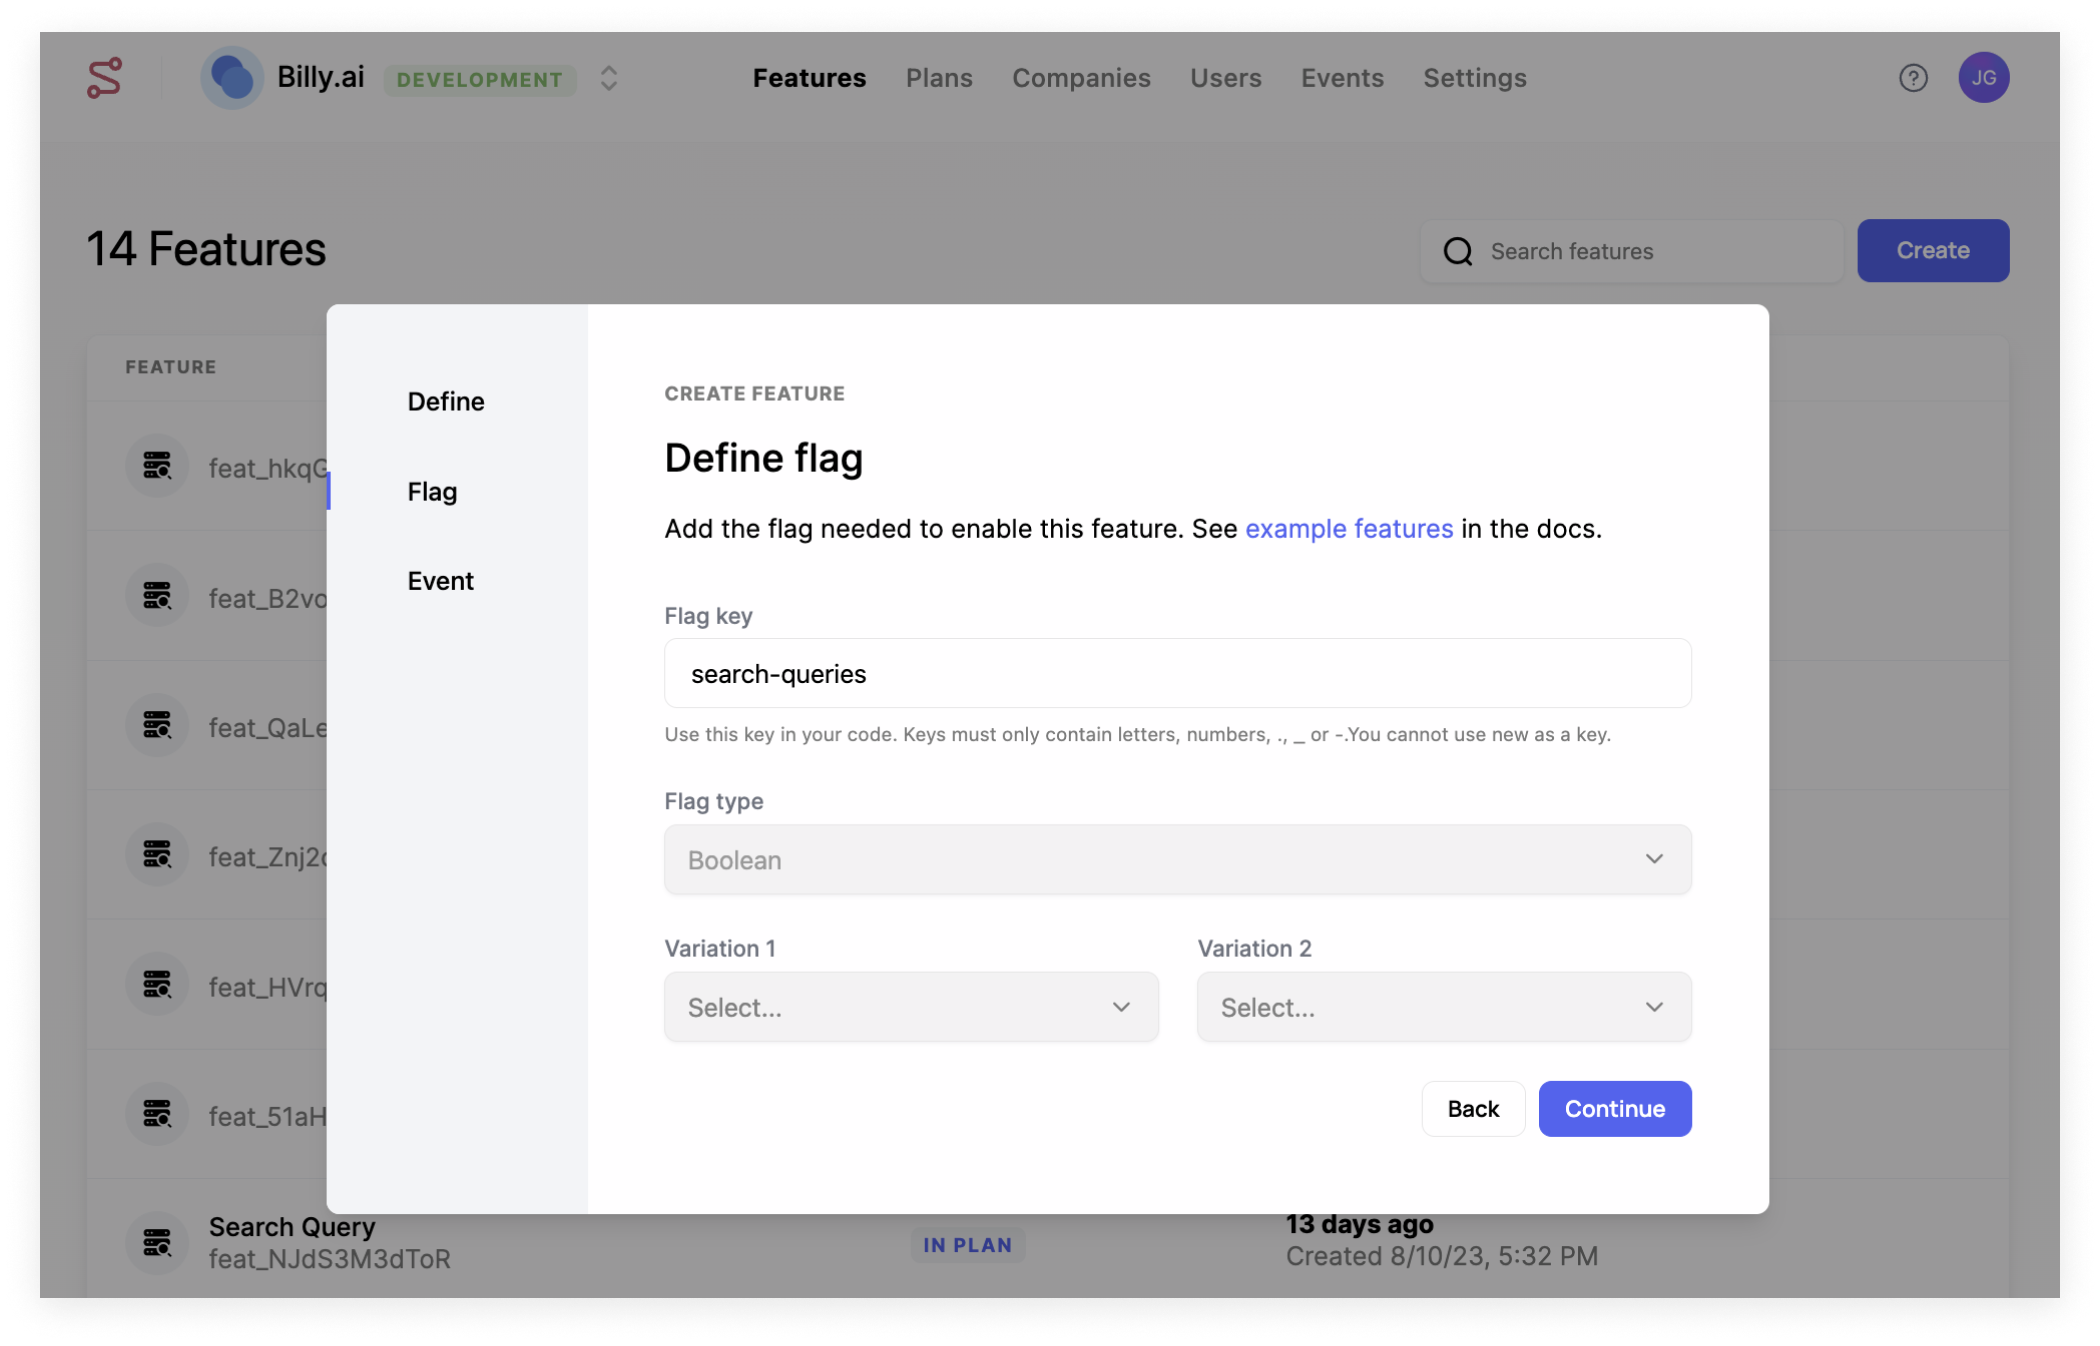 Billy.ai DEVELOPMENT Features Plans Companies Users Events Settings JG
14 Features
Search features Create
FEATURE
feat_hkqG
feat_B2vo
feat_QaLe
feat_Znj2
feat_HVrq
feat_51aH
Search Query
feat_NJdS3M3dToR
IN PLAN
13 days ago
Created 8/10/23, 5:32 PM
Define
Flag
Event
CREATE FEATURE
Define flag
Add the flag needed to enable this feature. See example features in the docs.
Flag key
search-queries
Use this key in your code. Keys must only contain letters, numbers, ., _ or -.You cannot use new as a key.
Flag type
Boolean
Variation 1 Variation 2
Select... Select...
Back Continue